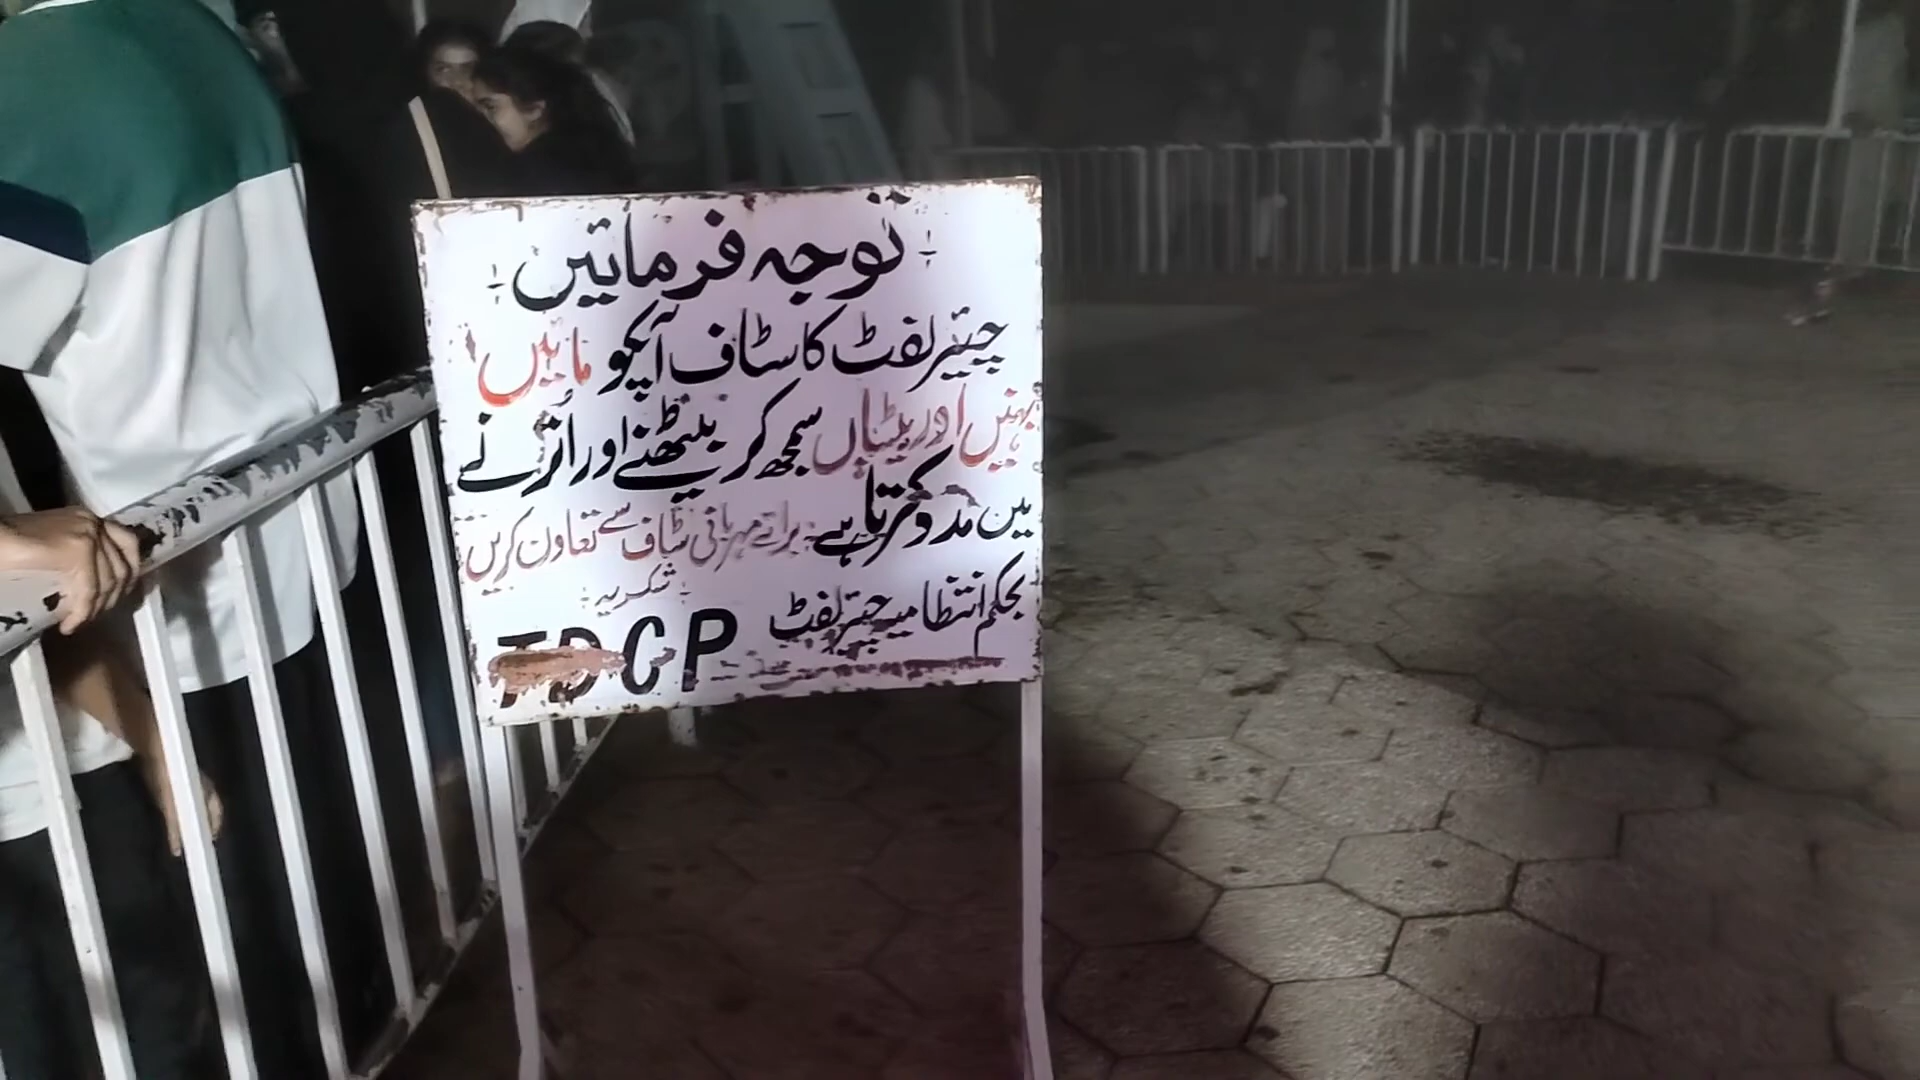 توجہ فرمائیں
چیئرلفٹ کا سٹاف آپکو مائیں
بہنیں اور بیٹیاں سمجھ کر بیٹھنے اور اُترنے
میں مدد کرتا ہے برائے مہربانی سٹاف سے تعاون کریں
شکریہ
بحکم انتظامیہ چیئرلفٹ
TDCP